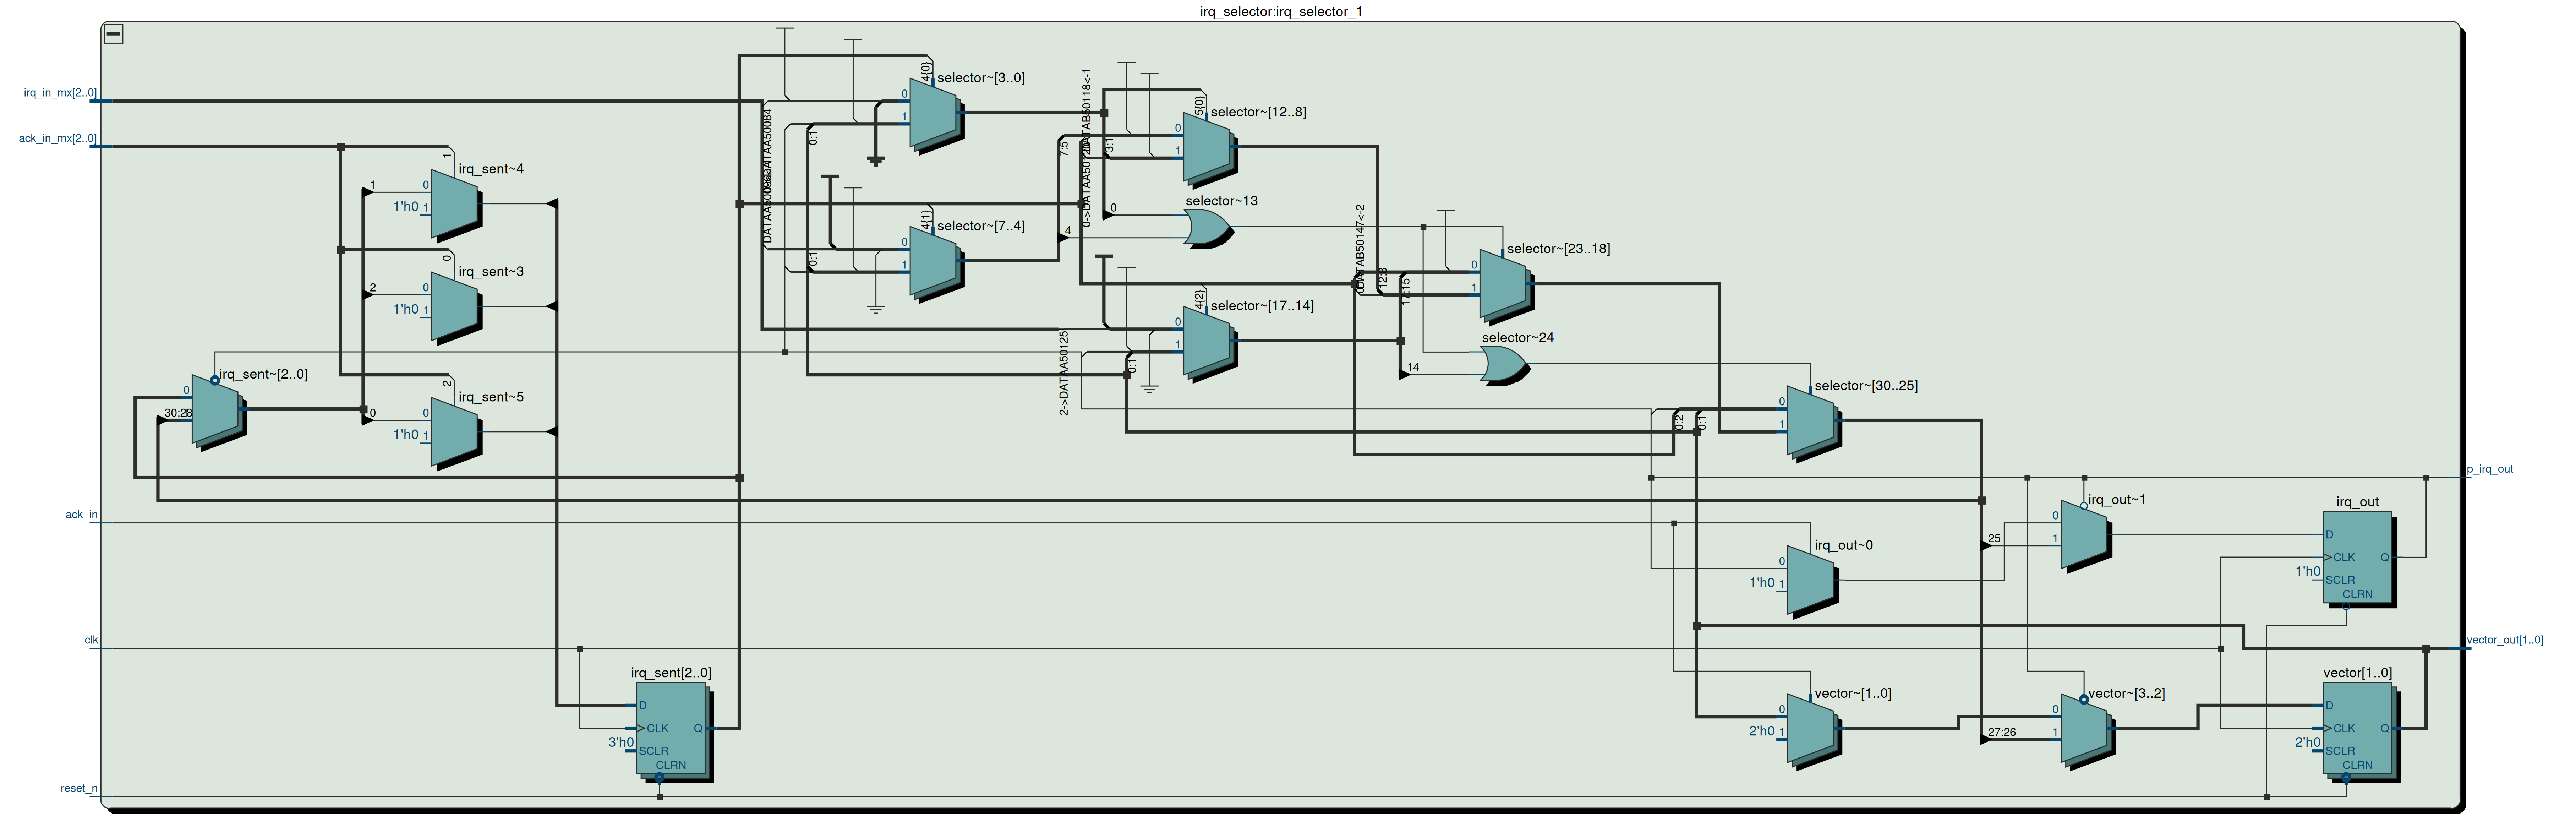 irq_selector:irq_selector_1
irq_in_mx[2..0]
ack_in_mx[2..0]
ack_in
clk
reset_n
irq_sent~[2..0]
0
30:28
irq_sent~4
1
1
0
1'h0 1
irq_sent~3
0
2
0
1'h0 1
irq_sent~5
2
0
0
1'h0 1
irq_sent[2..0]
D
CLK
Q
3'h0
SCLR
CLRN
selector~[3..0]
4{0}
0
1
0:1
selector~[7..4]
4{1}
0
1
0:1
selector~[12..8]
5{0}
7:5
3:1
0
1
selector~13
0
4
selector~[17..14]
4{2}
0
1
0:1
2->DATAA50125
selector~[23..18]
0
1
17:15
selector~24
14
selector~[30..25]
0:2
0:1
0
1
irq_out~0
0
1'h0 1
irq_out~1
0
25
1
irq_out
D
CLK
Q
1'h0
SCLR
CLRN
vector~[1..0]
0
2'h0 1
vector~[3..2]
0
27:26
1
vector[1..0]
D
CLK
Q
2'h0
SCLR
CLRN
p_irq_out
vector_out[1..0]